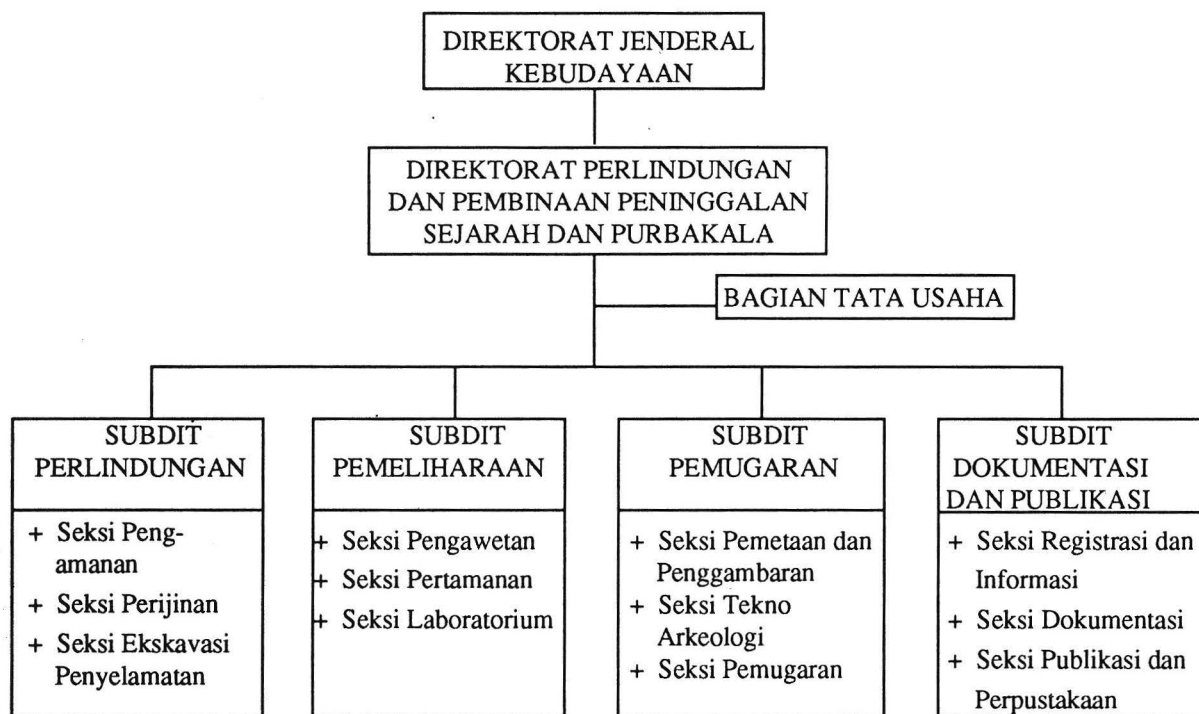 DIREKTORAT JENDERAL
KEBUDAYAAN
DIREKTORAT PERLINDUNGAN
DAN PEMBINAAN PENINGGALAN
SEJARAH DAN PURBAKALA
BAGIAN TATA USAHA
SUBDIT
PERLINDUNGAN
+ Seksi Peng-
amanan
+ Seksi Perijinan
+ Seksi Ekskavasi
Penyelamatan
SUBDIT
PEMELIHARAAN
+ Seksi Pengawetan
+ Seksi Pertamanan
+ Seksi Laboratorium
SUBDIT
PEMUGARAN
+ Seksi Pemetaan dan
Penggambaran
+ Seksi Tekno
Arkeologi
+ Seksi Pemugaran
SUBDIT
DOKUMENTASI
DAN PUBLIKASI
+ Seksi Registrasi dan
Informasi
+ Seksi Dokumentasi
+ Seksi Publikasi dan
Perpustakaan